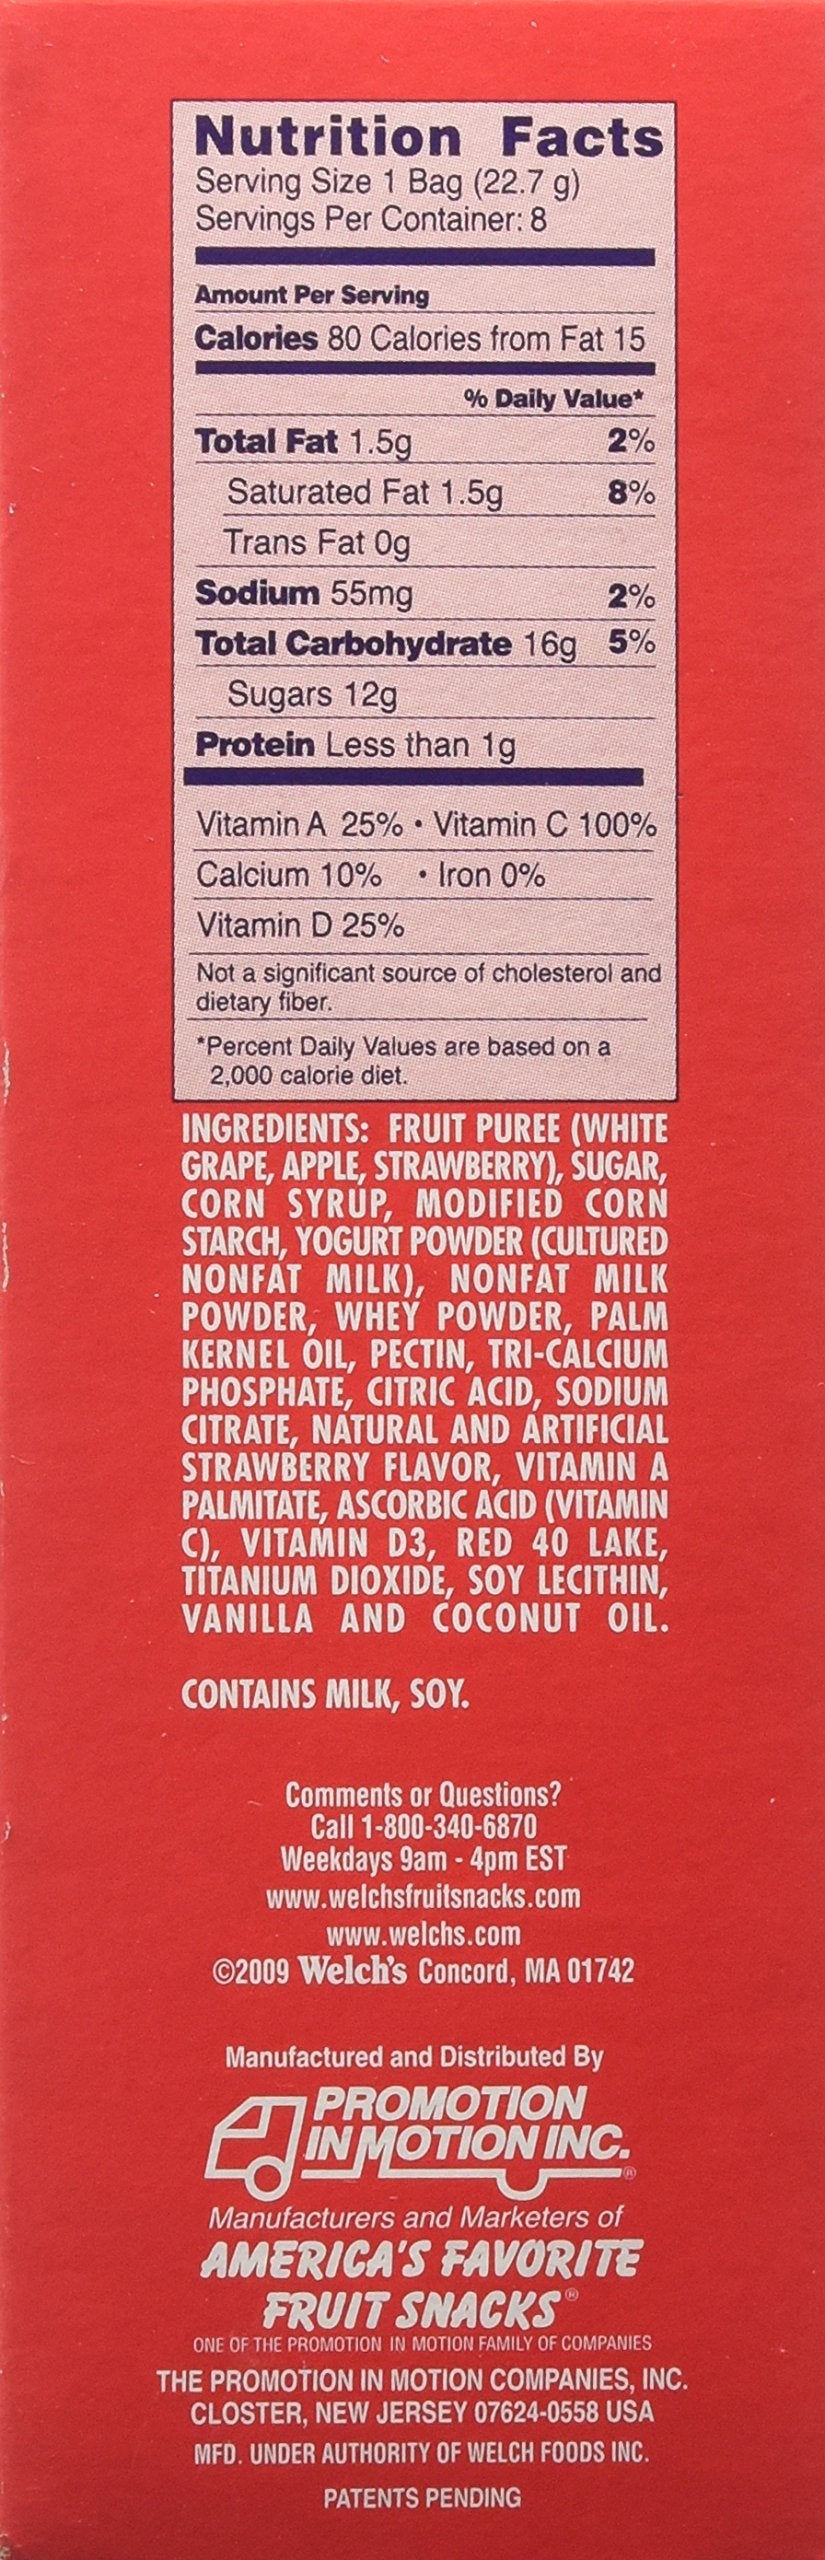 Nutrition Facts
Serving Size 1 Bag (22.7 g)
Servings Per Container: 8
Amount Per Serving
Calories 80 Calories from Fat 15
% Daily Value*
Total Fat 1.5g 2%
Saturated Fat 1.5g 8%
Trans Fat 0g
Sodium 55mg 2%
Total Carbohydrate 16g 5%
Sugars 12g
Protein Less than 1g
Vitamin A 25% • Vitamin C 100%
Calcium 10% • Iron 0%
Vitamin D 25%
Not a significant source of cholesterol and
dietary fiber.
*Percent Daily Values are based on a
2,000 calorie diet.
INGREDIENTS: FRUIT PUREE (WHITE
GRAPE, APPLE, STRAWBERRY), SUGAR,
CORN SYRUP, MODIFIED CORN
STARCH, YOGURT POWDER (CULTURED
NONFAT MILK), NONFAT MILK
POWDER, WHEY POWDER, PALM
KERNEL OIL, PECTIN, TRI-CALCIUM
PHOSPHATE, CITRIC ACID, SODIUM
CITRATE, NATURAL AND ARTIFICIAL
STRAWBERRY FLAVOR, VITAMIN A
PALMITATE, ASCORBIC ACID (VITAMIN
C), VITAMIN D3, RED 40 LAKE,
TITANIUM DIOXIDE, SOY LECITHIN,
VANILLA AND COCONUT OIL.
CONTAINS MILK, SOY.
Comments or Questions?
Call 1-800-340-6870
Weekdays 9am - 4pm EST
www.welchsfruitsnacks.com
www.welchs.com
©2009 Welch's Concord, MA 01742
Manufactured and Distributed By
PROMOTION
IN MOTION INC.®
Manufacturers and Marketers of
AMERICA'S FAVORITE
FRUIT SNACKS®
ONE OF THE PROMOTION IN MOTION FAMILY OF COMPANIES
THE PROMOTION IN MOTION COMPANIES, INC.
CLOSTER, NEW JERSEY 07624-0558 USA
MFD. UNDER AUTHORITY OF WELCH FOODS INC.
PATENTS PENDING